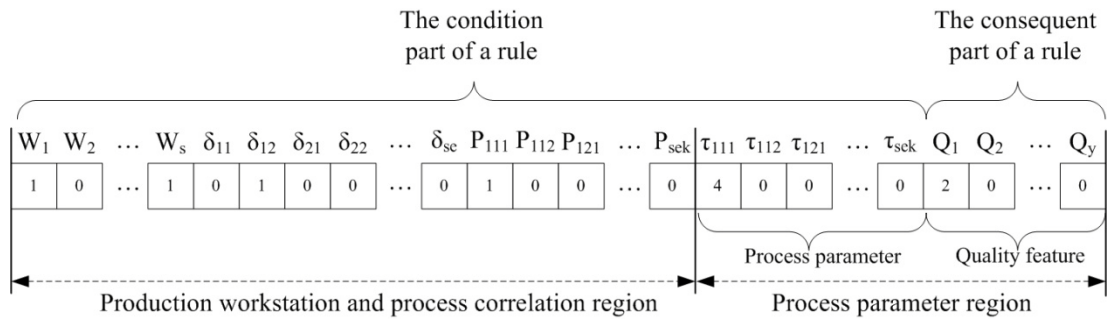 The condition
part of a rule
The consequent
part of a rule
W₁ W₂ … Wₛ δ₁₁ δ₁₂ δ₂₁ δ₂₂ … δₛₑ P₁₁₁ P₁₁₂ P₁₂₁ … Pₛₑₖ τ₁₁₁ τ₁₁₂ τ₁₂₁ … τₛₑₖ Q₁ Q₂ … Qy
1 0 … 1 0 1 0 0 … 0 1 0 0 … 0 4 0 0 … 0 2 0 … 0
Process parameter Quality feature
Production workstation and process correlation region Process parameter region